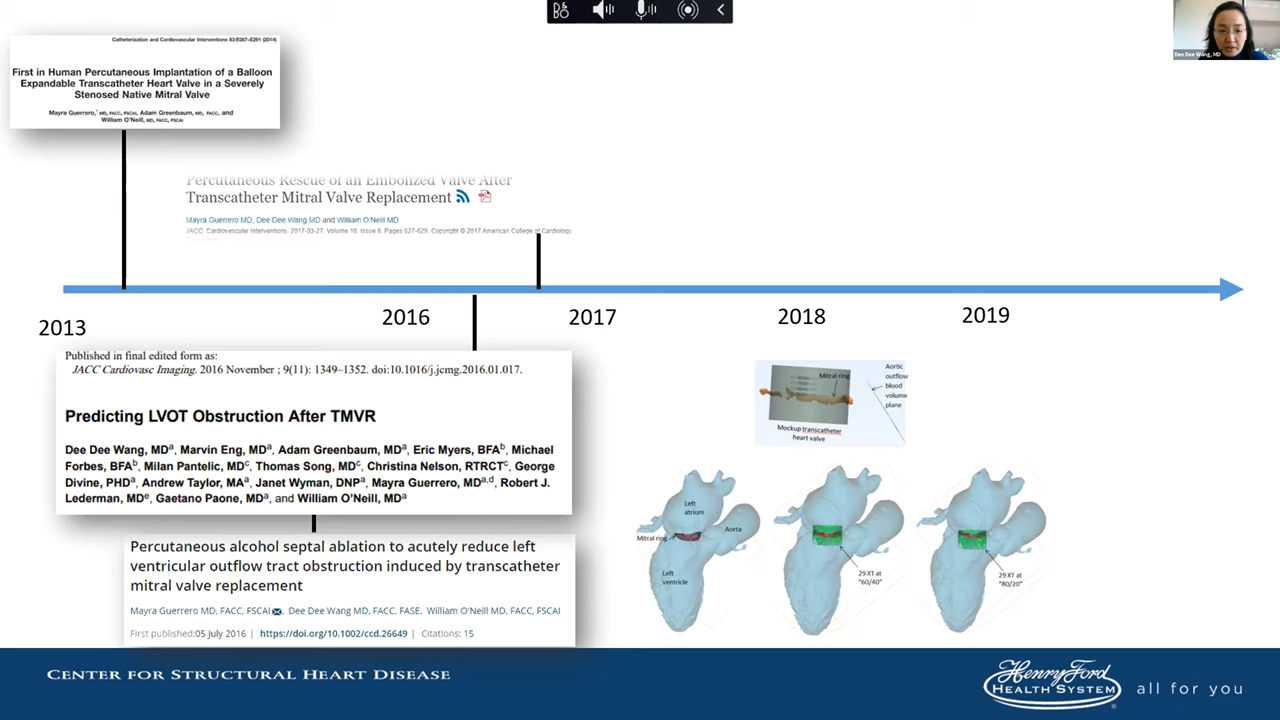 Dee Dee Wang, MD
Catheterization and Cardiovascular Interventions 83:E287–E291 (2014)
First in Human Percutaneous Implantation of a Balloon
Expandable Transcatheter Heart Valve in a Severely
Stenosed Native Mitral Valve
Mayra Guerrero,* MD, FACC, FSCAI, Adam Greenbaum, MD, FACC, and
William O'Neill, MD, FACC, FSCAI
Percutaneous Rescue of an Embolized Valve After
Transcatheter Mitral Valve Replacement
Mayra Guerrero MD, Dee Dee Wang MD and William O'Neill MD
JACC: Cardiovascular Interventions, 2017-03-27, Volume 10, Issue 6, Pages 627-629, Copyright © 2017 American College of Cardiology
2013
2016
2017
2018
2019
Published in final edited form as:
JACC Cardiovasc Imaging. 2016 November ; 9(11): 1349–1352. doi:10.1016/j.jcmg.2016.01.017.
Predicting LVOT Obstruction After TMVR
Dee Dee Wang, MDa, Marvin Eng, MDa, Adam Greenbaum, MDa, Eric Myers, BFAb, Michael
Forbes, BFAb, Milan Pantelic, MDc, Thomas Song, MDc, Christina Nelson, RTRCTc, George
Divine, PHDa, Andrew Taylor, MAa, Janet Wyman, DNPa, Mayra Guerrero, MDa,d, Robert J.
Lederman, MDe, Gaetano Paone, MDa, and William O'Neill, MDa
Percutaneous alcohol septal ablation to acutely reduce left
ventricular outflow tract obstruction induced by transcatheter
mitral valve replacement
Mayra Guerrero MD, FACC, FSCAI, Dee Dee Wang MD, FACC, FASE, William O'Neill MD, FACC, FSCAI
First published:05 July 2016 | https://doi.org/10.1002/ccd.26649 | Citations: 15
Mitral ring
Aortic
outflow
blood
volume
plane
Mockup transcatheter
heart valve
Left
atrium
Aorta
Mitral ring
Left
ventricle
29 XT at
"60/40"
29 XT at
"80/20"
CENTER FOR STRUCTURAL HEART DISEASE
Henry Ford
HEALTH SYSTEM
all for you